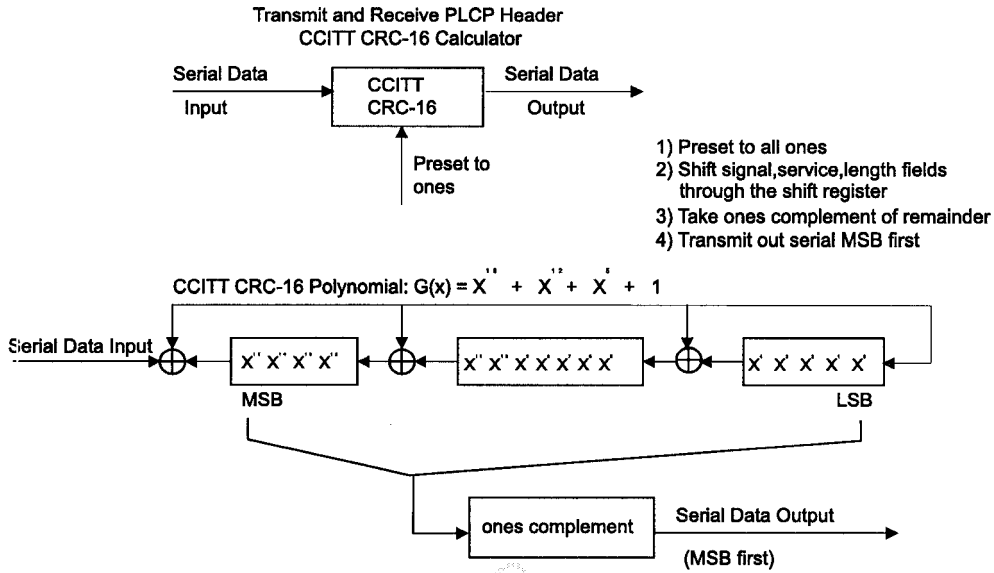 Transmit and Receive PLCP Header
CCITT CRC-16 Calculator
Serial Data
Input
CCITT
CRC-16
Serial Data
Output
Preset to
ones
1) Preset to all ones
2) Shift signal,service,length fields
through the shift register
3) Take ones complement of remainder
4) Transmit out serial MSB first
CCITT CRC-16 Polynomial: G(x) = X + X¹² + X⁵ + 1
Serial Data Input
X X X X
X X X X X X X
X X X X X
MSB
LSB
ones complement
Serial Data Output
(MSB first)